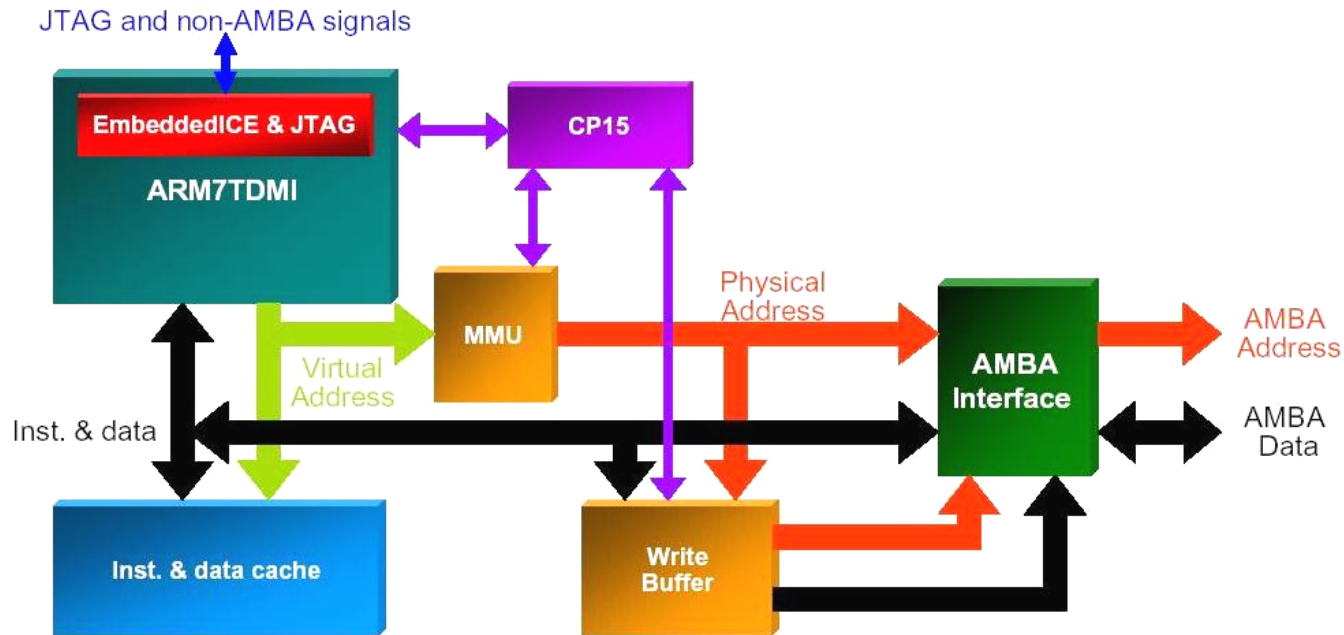 JTAG and non-AMBA signals
EmbeddedICE & JTAG
CP15
ARM7TDMI
Physical
Address
MMU
Virtual
Address
AMBA
Interface
AMBA
Address
Inst. & data
AMBA
Data
Inst. & data cache
Write
Buffer